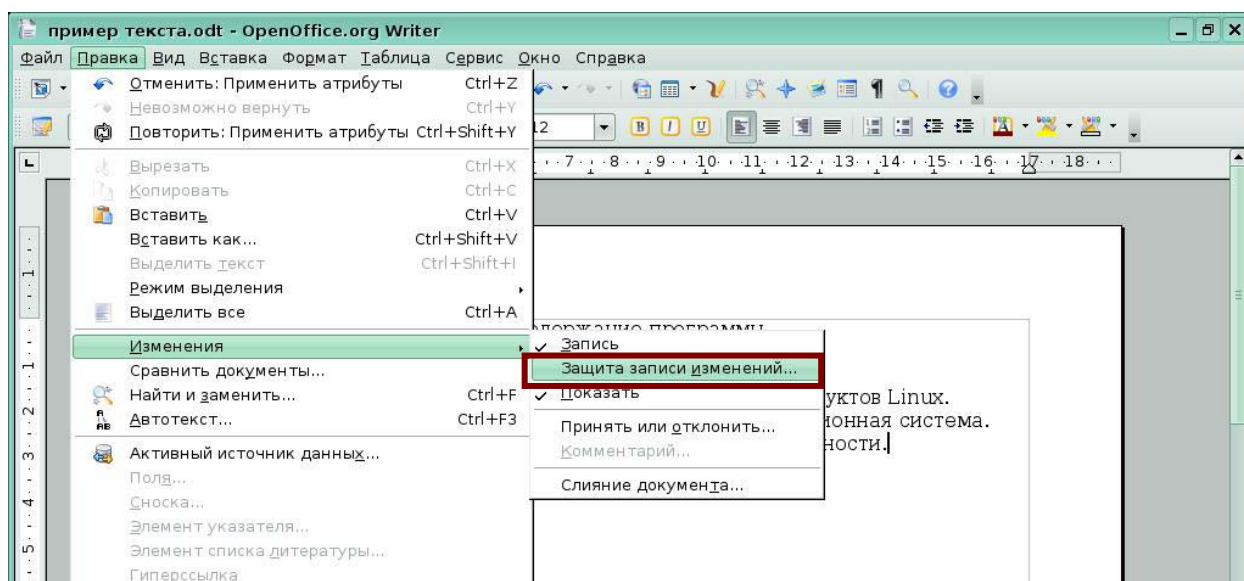 пример текста.odt - OpenOffice.org Writer
Файл Правка Вид Вставка Формат Таблица Сервис Окно Справка
Отменить: Применить атрибуты Ctrl+Z
Невозможно вернуть Ctrl+Y
Повторить: Применить атрибуты Ctrl+Shift+Y
12
Вырезать Ctrl+X
7 8 9 10 11 12 13 14 15 16 17 18
Копировать Ctrl+C
Вставить Ctrl+V
Вставить как... Ctrl+Shift+V
Выделить текст Ctrl+Shift+I
Режим выделения
Выделить все Ctrl+A
Изменения
Сравнить документы...
Найти и заменить... Ctrl+F
Автотекст... Ctrl+F3
Активный источник данных...
Поля...
Сноска...
Элемент указателя...
Элемент списка литературы...
Гиперссылка
Запись
Защита записи изменений...
Показать
Принять или отклонить...
Комментарий...
Слияние документа...
одержание программы
уктов Linux.
ионная система.
ности.
1
1
2
3
4
5